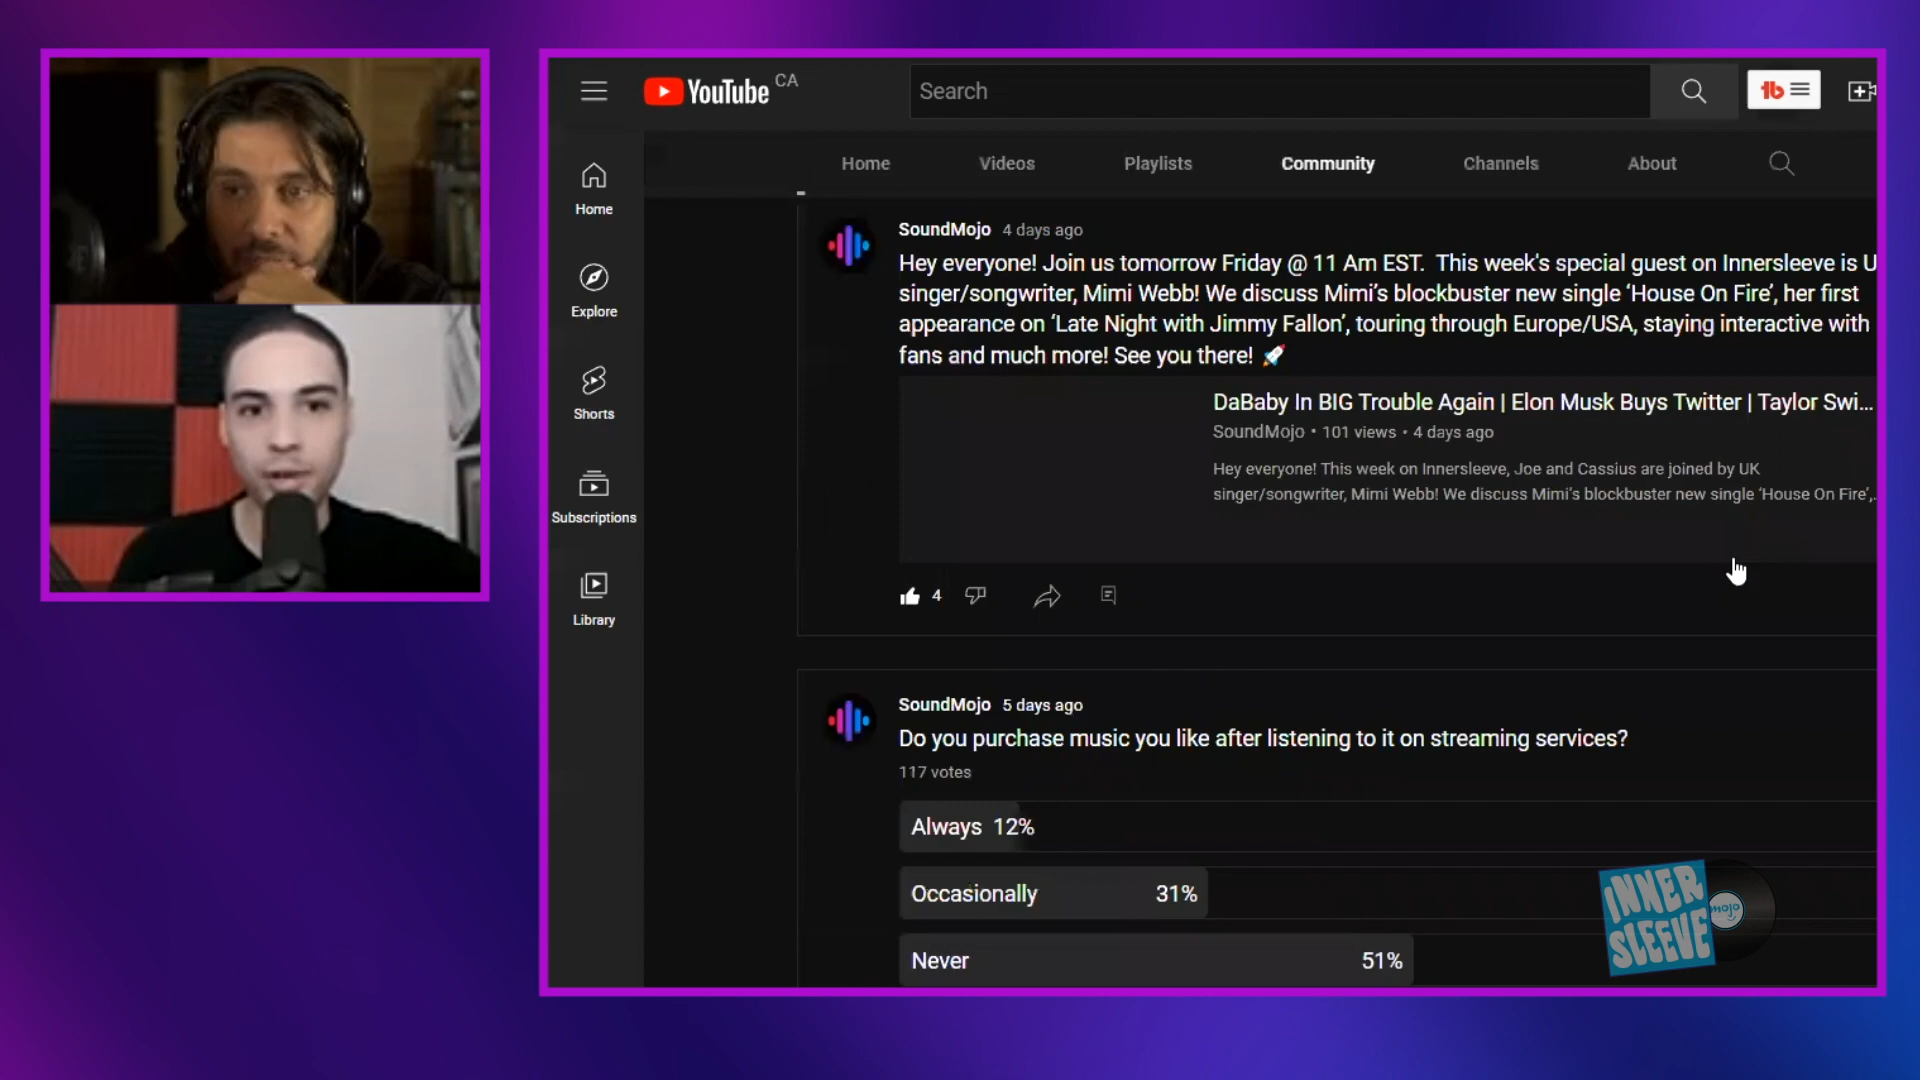 YouTube CA
Search
Home
Videos
Playlists
Community
Channels
About
Home
Explore
Shorts
Subscriptions
Library
SoundMojo 4 days ago
Hey everyone! Join us tomorrow Friday @ 11 Am EST. This week's special guest on Innersleeve is U
singer/songwriter, Mimi Webb! We discuss Mimi's blockbuster new single ‘House On Fire’, her first
appearance on ‘Late Night with Jimmy Fallon’, touring through Europe/USA, staying interactive with
fans and much more! See you there! 🚀
DaBaby In BIG Trouble Again | Elon Musk Buys Twitter | Taylor Swi...
SoundMojo • 101 views • 4 days ago
Hey everyone! This week on Innersleeve, Joe and Cassius are joined by UK
singer/songwriter, Mimi Webb! We discuss Mimi's blockbuster new single ‘House On Fire’,...
4
SoundMojo 5 days ago
Do you purchase music you like after listening to it on streaming services?
117 votes
Always 12%
Occasionally 31%
Never 51%
INNER
SLEEVE
mojo